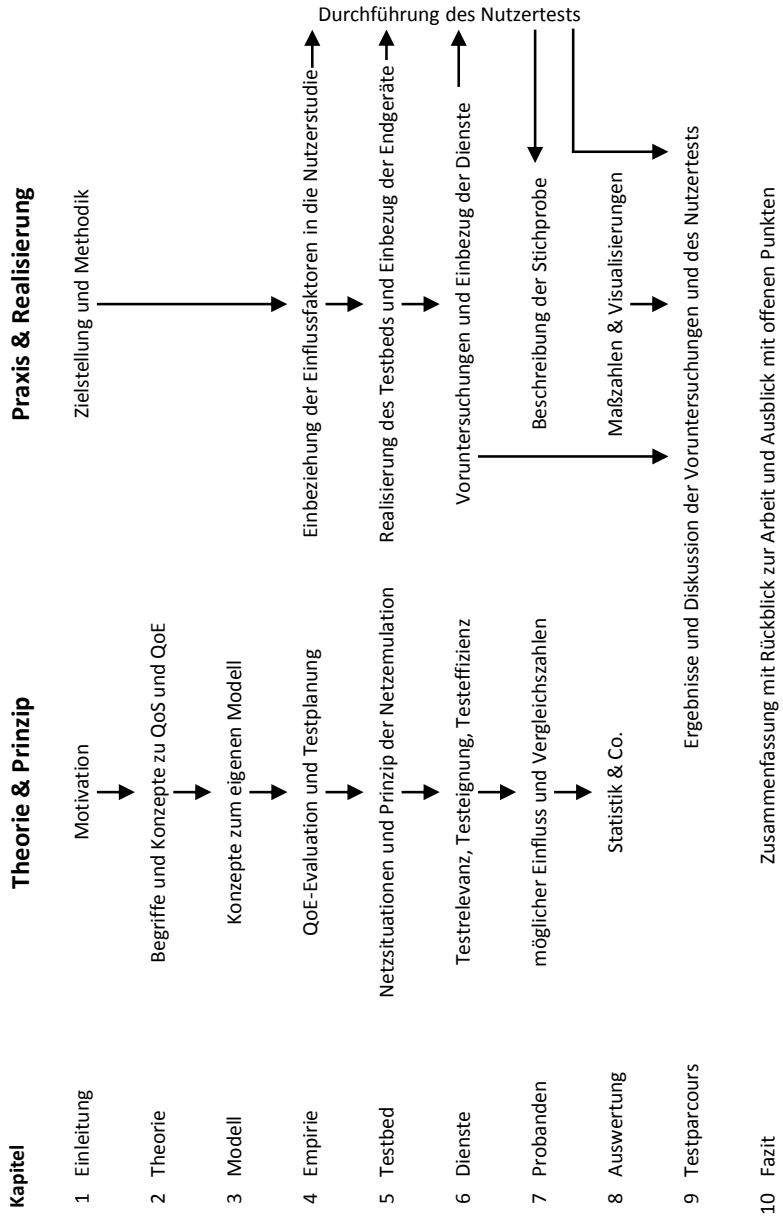 Kapitel
Theorie & Prinzip
Praxis & Realisierung
1 Einleitung
Motivation
Zielstellung und Methodik
2 Theorie
Begriffe und Konzepte zu QoS und QoE
3 Modell
Konzepte zum eigenen Modell
4 Empirie
QoE-Evaluation und Testplanung
Einbeziehung der Einflussfaktoren in die Nutzerstudie
5 Testbed
Netzsituationen und Prinzip der Netzemulation
Realisierung des Testbeds und Einbezug der Endgeräte
6 Dienste
Testrelevanz, Testeignung, Testeffizienz
Voruntersuchungen und Einbezug der Dienste
Durchführung des Nutzertests
7 Probanden
möglicher Einfluss und Vergleichszahlen
Beschreibung der Stichprobe
8 Auswertung
Statistik & Co.
Maßzahlen & Visualisierungen
9 Testparcours
Ergebnisse und Diskussion der Voruntersuchungen und des Nutzertests
10 Fazit
Zusammenfassung mit Rückblick zur Arbeit und Ausblick mit offenen Punkten